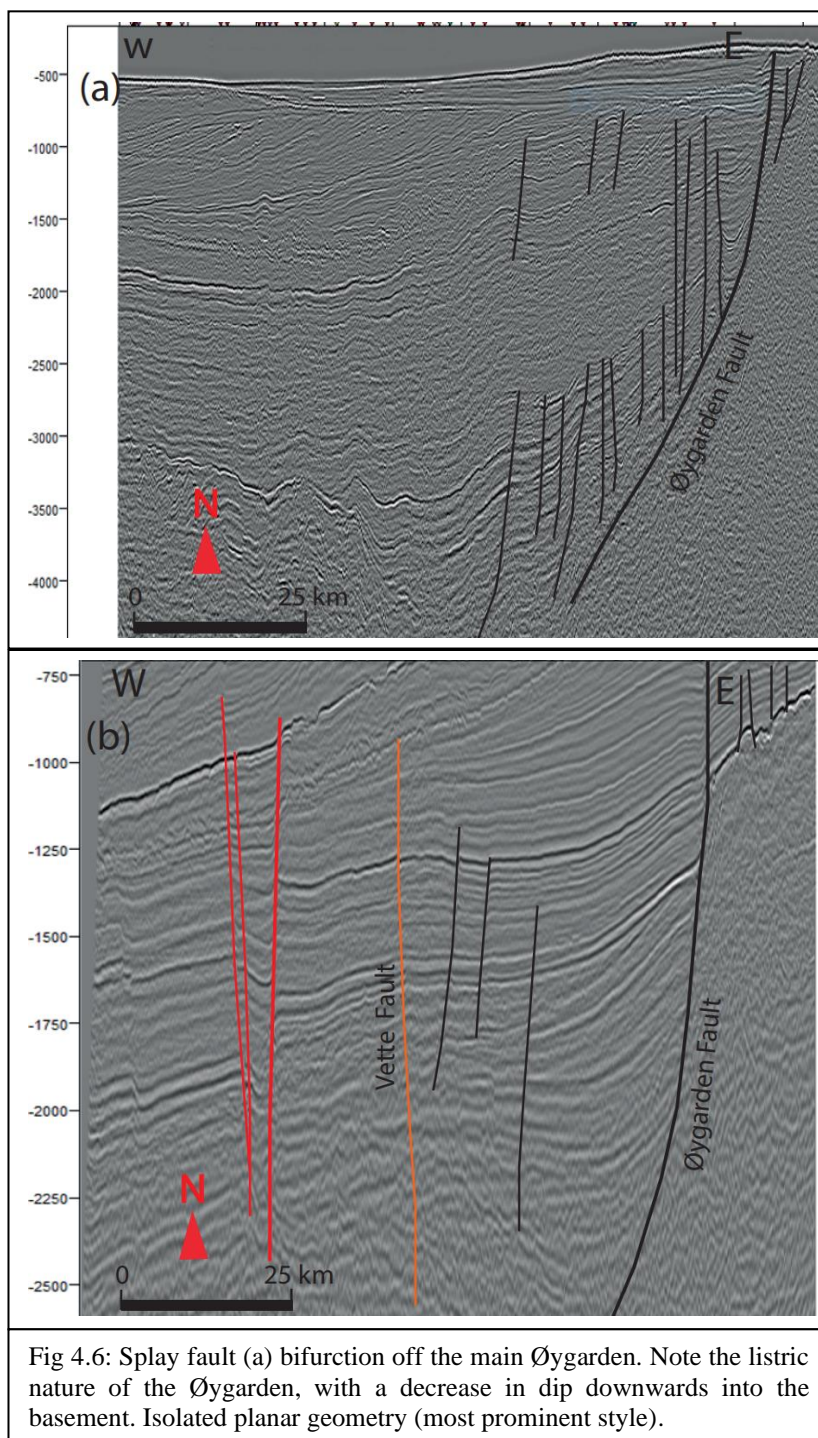 W
E
(a)
-500
-1000
-1500
-2000
-2500
-3000
-3500
-4000
Øygarden Fault
N
0 25 km
W
E
(b)
-750
-1000
-1250
-1500
-1750
-2000
-2250
-2500
Vette Fault
Øygarden Fault
N
0 25 km
Fig 4.6: Splay fault (a) bifurction off the main Øygarden. Note the listric
nature of the Øygarden, with a decrease in dip downwards into the
basement. Isolated planar geometry (most prominent style).